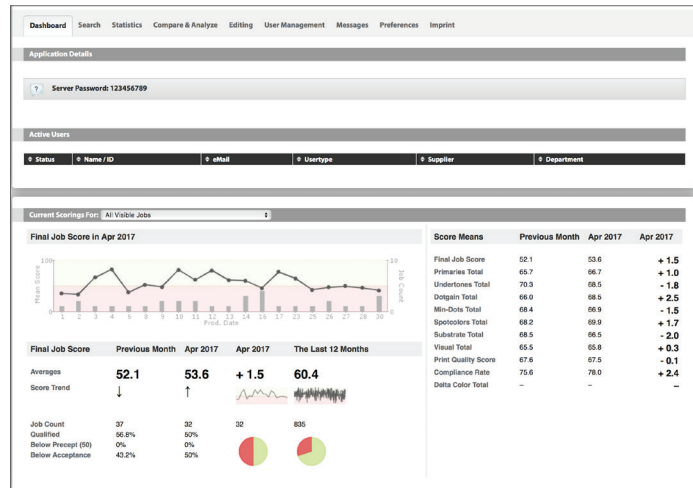 Dashboard Search Statistics Compare & Analyze Editing User Management Messages Preferences Imprint
Application Details
? Server Password: 123456789
Active Users
Status Name / ID eMail Usertype Supplier Department
Current Scorings For: All Visible Jobs
Final Job Score in Apr 2017
100
10
Mean Score
Job Count
0
0
1 2 3 4 6 9 10 11 12 13 14 16 17 23 25 26 28 30
Prod. Date
Final Job Score Previous Month Apr 2017 Apr 2017 The Last 12 Months
Averages 52.1 53.6 + 1.5 60.4
Score Trend ↓ ↑
Job Count 37 32 32 835
Qualified 56.8% 50%
Below Precept (50) 0% 0%
Below Acceptance 43.2% 50%
Score Means Previous Month Apr 2017 Apr 2017
Final Job Score 52.1 53.6 + 1.5
Primaries Total 65.7 66.7 + 1.0
Undertones Total 70.3 68.5 - 1.8
Dotgain Total 66.0 68.5 + 2.5
Min-Dots Total 68.4 66.9 - 1.5
Spotcolors Total 68.2 69.9 + 1.7
Substrate Total 68.5 66.5 - 2.0
Visual Total 65.5 65.8 + 0.3
Print Quality Score 67.6 67.5 - 0.1
Compliance Rate 75.6 78.0 + 2.4
Delta Color Total – – –